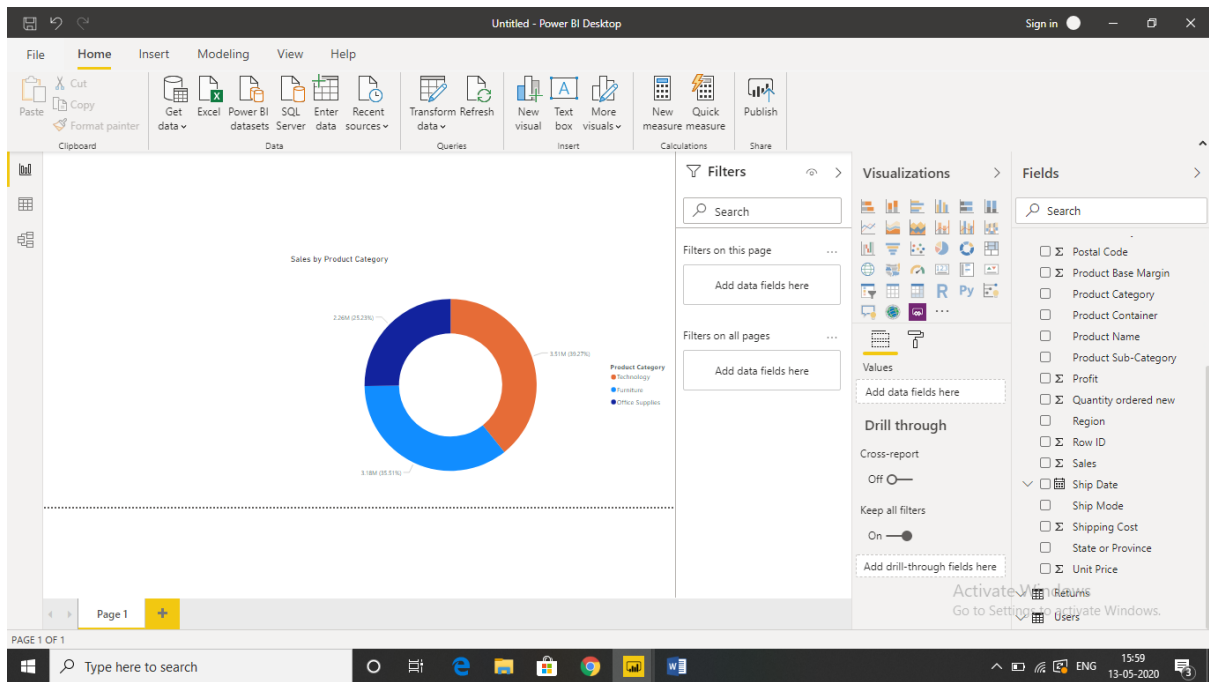 Untitled - Power BI Desktop
Sign in
File Home Insert Modeling View Help
Paste
Cut
Copy
Format painter
Clipboard
Get data
Excel
Power BI datasets
SQL Server
Enter data
Recent sources
Data
Transform data
Refresh
Queries
New visual
Text box
More visuals
Insert
New measure
Quick measure
Calculations
Publish
Share
Sales by Product Category
2.26M (25.23%)
3.51M (39.27%)
3.18M (35.51%)
Product Category
Technology
Furniture
Office Supplies
Filters
Search
Filters on this page ...
Add data fields here
Filters on all pages ...
Add data fields here
Visualizations
R Py
...
Values
Add data fields here
Drill through
Cross-report
Off
Keep all filters
On
Add drill-through fields here
Fields
Search
Σ Postal Code
Σ Product Base Margin
Product Category
Product Container
Product Name
Product Sub-Category
Σ Profit
Σ Quantity ordered new
Region
Σ Row ID
Σ Sales
Ship Date
Ship Mode
Σ Shipping Cost
State or Province
Σ Unit Price
Returns
Users
Activate Windows
Go to Settings to activate Windows.
Page 1 +
PAGE 1 OF 1
Type here to search
ENG
15:59
13-05-2020
3